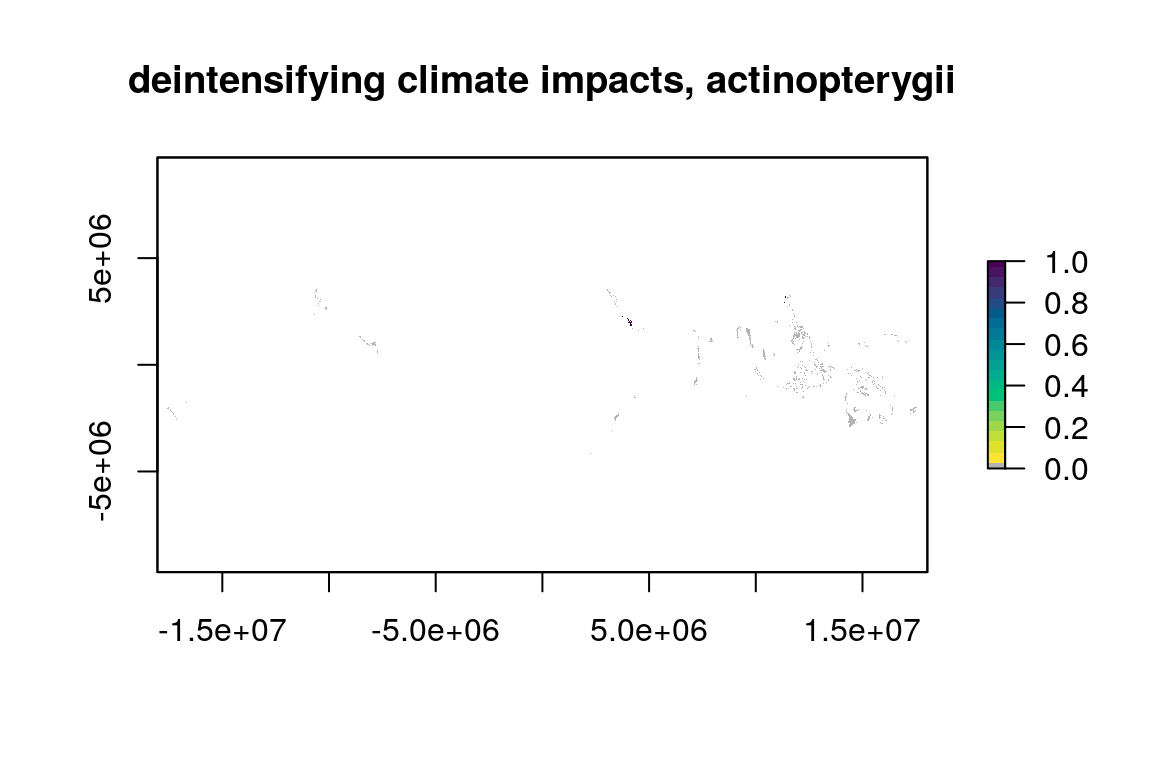 deintensifying climate impacts, actinopterygii
5e+06
-5e+06
-1.5e+07
-5.0e+06
5.0e+06
1.5e+07
1.0
0.8
0.6
0.4
0.2
0.0